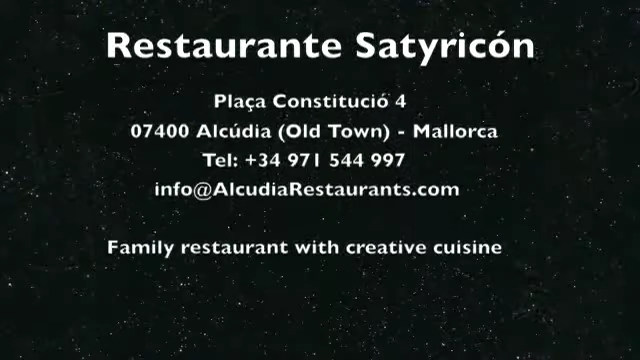 Restaurante Satyricón
Plaça Constitució 4
07400 Alcúdia (Old Town) - Mallorca
Tel: +34 971 544 997
info@AlcudiaRestaurants.com
Family restaurant with creative cuisine